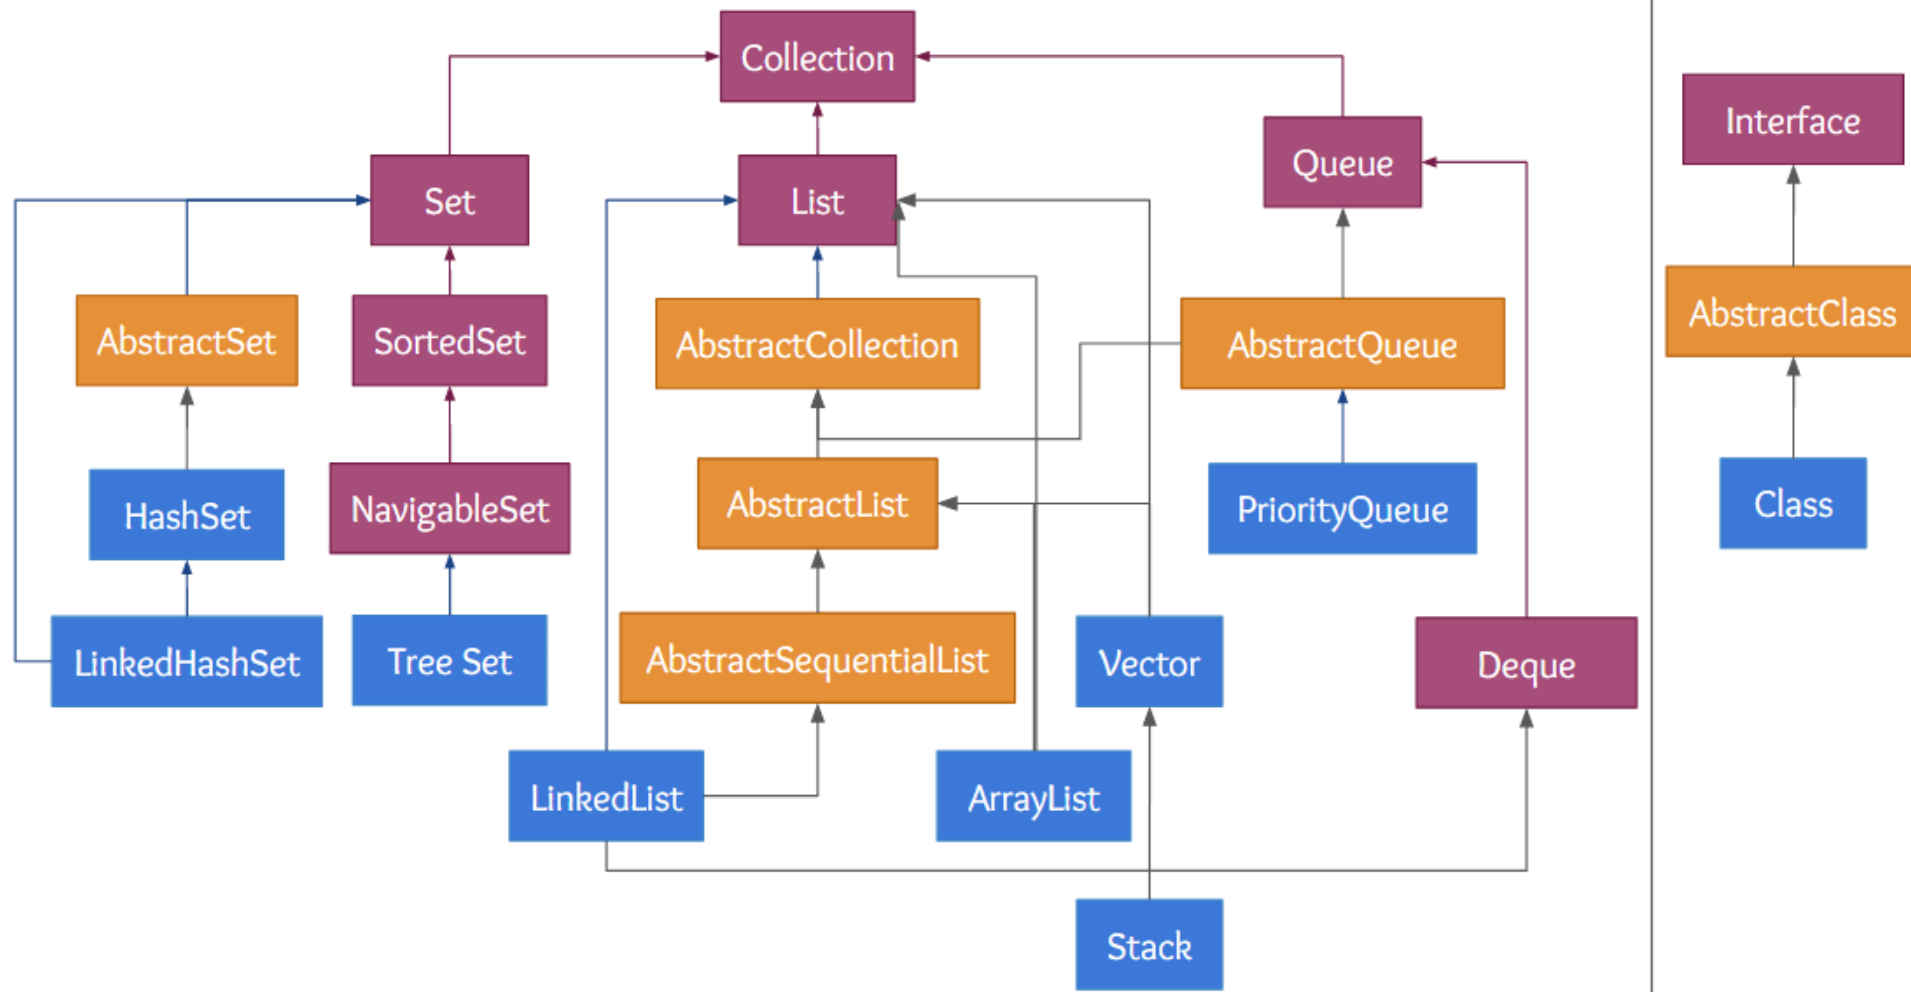 Collection
Interface
Queue
Set
List
AbstractClass
AbstractSet
SortedSet
AbstractCollection
AbstractQueue
HashSet
NavigableSet
AbstractList
PriorityQueue
Class
LinkedHashSet
Tree Set
AbstractSequentialList
Vector
Deque
LinkedList
ArrayList
Stack